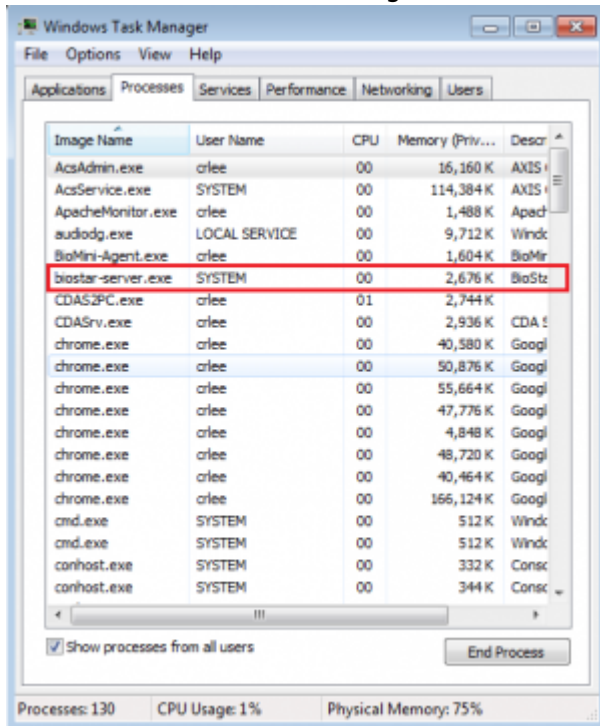 Windows Task Manager
File Options View Help
Applications Processes Services Performance Networking Users
Image Name User Name CPU Memory (Priv... Descr
AcsAdmin.exe crlee 00 16,160 K AXIS
AcsService.exe SYSTEM 00 114,384 K AXIS
ApacheMonitor.exe crlee 00 1,488 K Apach
audiodg.exe LOCAL SERVICE 00 9,712 K Windo
BioMini-Agent.exe crlee 00 1,604 K BioMir
biostar-server.exe SYSTEM 00 2,676 K BioSta
CDAS2PC.exe crlee 01 2,744 K
CDASrv.exe crlee 00 2,936 K CDA S
chrome.exe crlee 00 40,580 K Googl
chrome.exe crlee 00 50,876 K Googl
chrome.exe crlee 00 55,664 K Googl
chrome.exe crlee 00 47,776 K Googl
chrome.exe crlee 00 4,848 K Googl
chrome.exe crlee 00 48,720 K Googl
chrome.exe crlee 00 40,464 K Googl
chrome.exe crlee 00 166,124 K Googl
cmd.exe SYSTEM 00 512 K Windo
cmd.exe SYSTEM 00 512 K Windo
conhost.exe SYSTEM 00 332 K Consc
conhost.exe SYSTEM 00 344 K Consc
Show processes from all users End Process
Processes: 130 CPU Usage: 1% Physical Memory: 75%